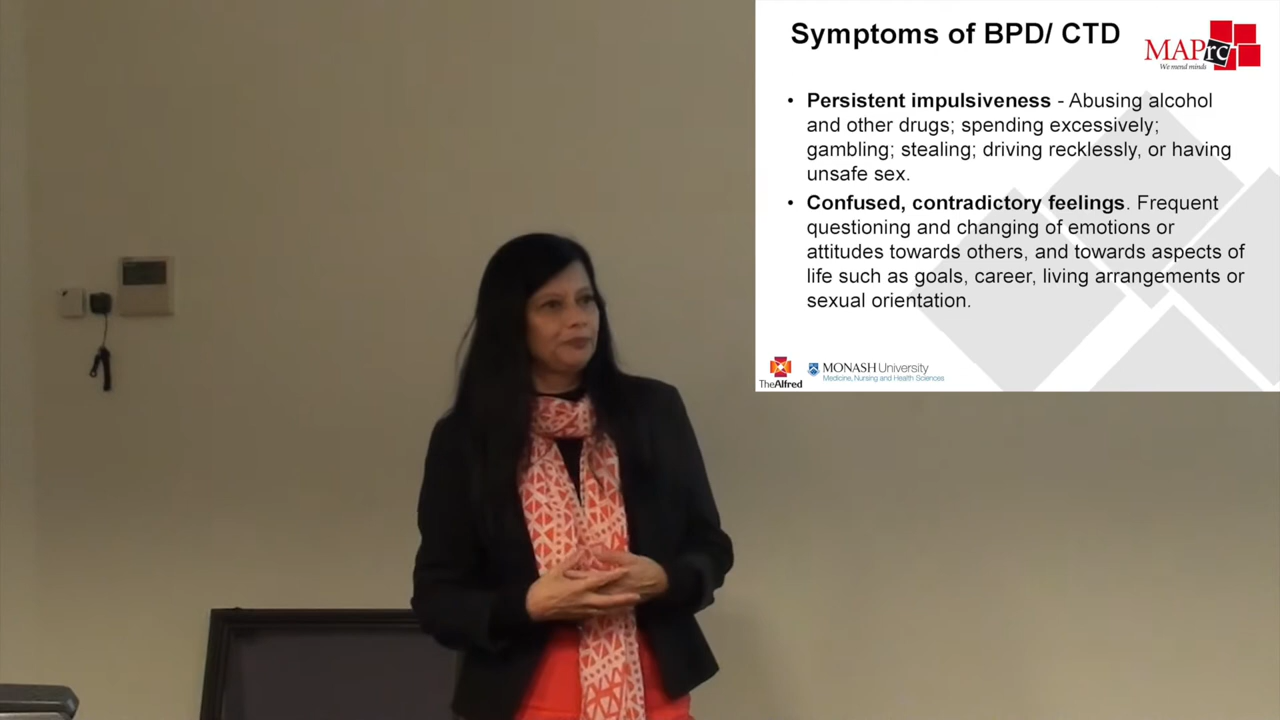 Symptoms of BPD/ CTD
MAPrc
We mend minds
• Persistent impulsiveness - Abusing alcohol
and other drugs; spending excessively;
gambling; stealing; driving recklessly, or having
unsafe sex.
• Confused, contradictory feelings. Frequent
questioning and changing of emotions or
attitudes towards others, and towards aspects of
life such as goals, career, living arrangements or
sexual orientation.
TheAlfred
MONASH University
Medicine, Nursing and Health Sciences